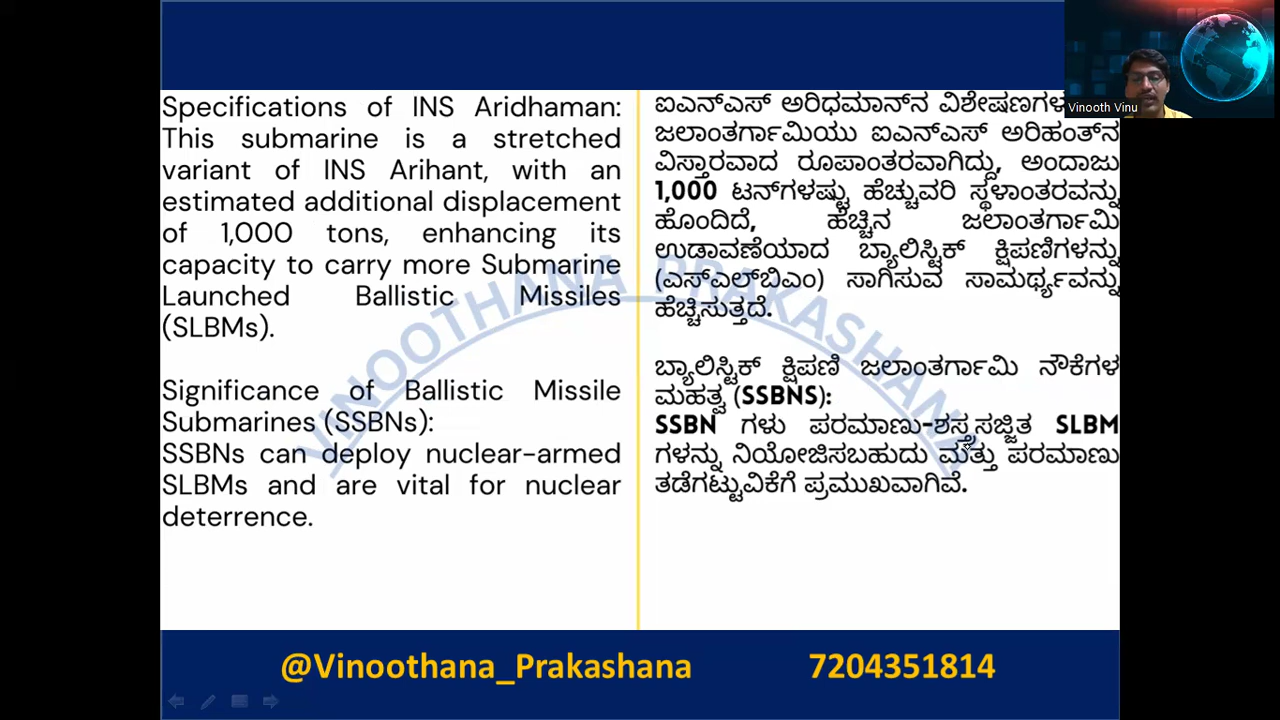 Specifications of INS Aridhaman:
This submarine is a stretched
variant of INS Arihant, with an
estimated additional displacement
of 1,000 tons, enhancing its
capacity to carry more Submarine
Launched Ballistic Missiles
(SLBMs).
Significance of Ballistic Missile
Submarines (SSBNs):
SSBNs can deploy nuclear-armed
SLBMs and are vital for nuclear
deterrence.
ಐಎನ್ಎಸ್ ಅರಿಧಮಾನ್‌ನ ವಿಶೇಷಣಗಳ
ಜಲಾಂತರ್ಗಾಮಿಯು ಐಎನ್ಎಸ್ ಅರಿಹಂತ್‌ನ
ವಿಸ್ತಾರವಾದ ರೂಪಾಂತರವಾಗಿದ್ದು, ಅಂದಾಜು
1,000 ಟನ್‌ಗಳಷ್ಟು ಹೆಚ್ಚುವರಿ ಸ್ಥಳಾಂತರವನ್ನು
ಹೊಂದಿದೆ, ಹೆಚ್ಚಿನ ಜಲಾಂತರ್ಗಾಮಿ
ಉಡಾವಣೆಯಾದ ಬ್ಯಾಲಿಸ್ಟಿಕ್ ಕ್ಷಿಪಣಿಗಳನ್ನು
(ಎಸ್ಎಲ್‌ಬಿಎಂ) ಸಾಗಿಸುವ ಸಾಮರ್ಥ್ಯವನ್ನು
ಹೆಚ್ಚಿಸುತ್ತದೆ.
ಬ್ಯಾಲಿಸ್ಟಿಕ್ ಕ್ಷಿಪಣಿ ಜಲಾಂತರ್ಗಾಮಿ ನೌಕೆಗಳ
ಮಹತ್ವ (SSBNS):
SSBN ಗಳು ಪರಮಾಣು-ಶಸ್ತ್ರಸಜ್ಜಿತ SLBM
ಗಳನ್ನು ನಿಯೋಜಿಸಬಹುದು ಮತ್ತು ಪರಮಾಣು
ತಡೆಗಟ್ಟುವಿಕೆಗೆ ಪ್ರಮುಖವಾಗಿವೆ.
VINOOTHANA_PRAKASHANA
Vinooth Vinu
@Vinoothana_Prakashana 7204351814